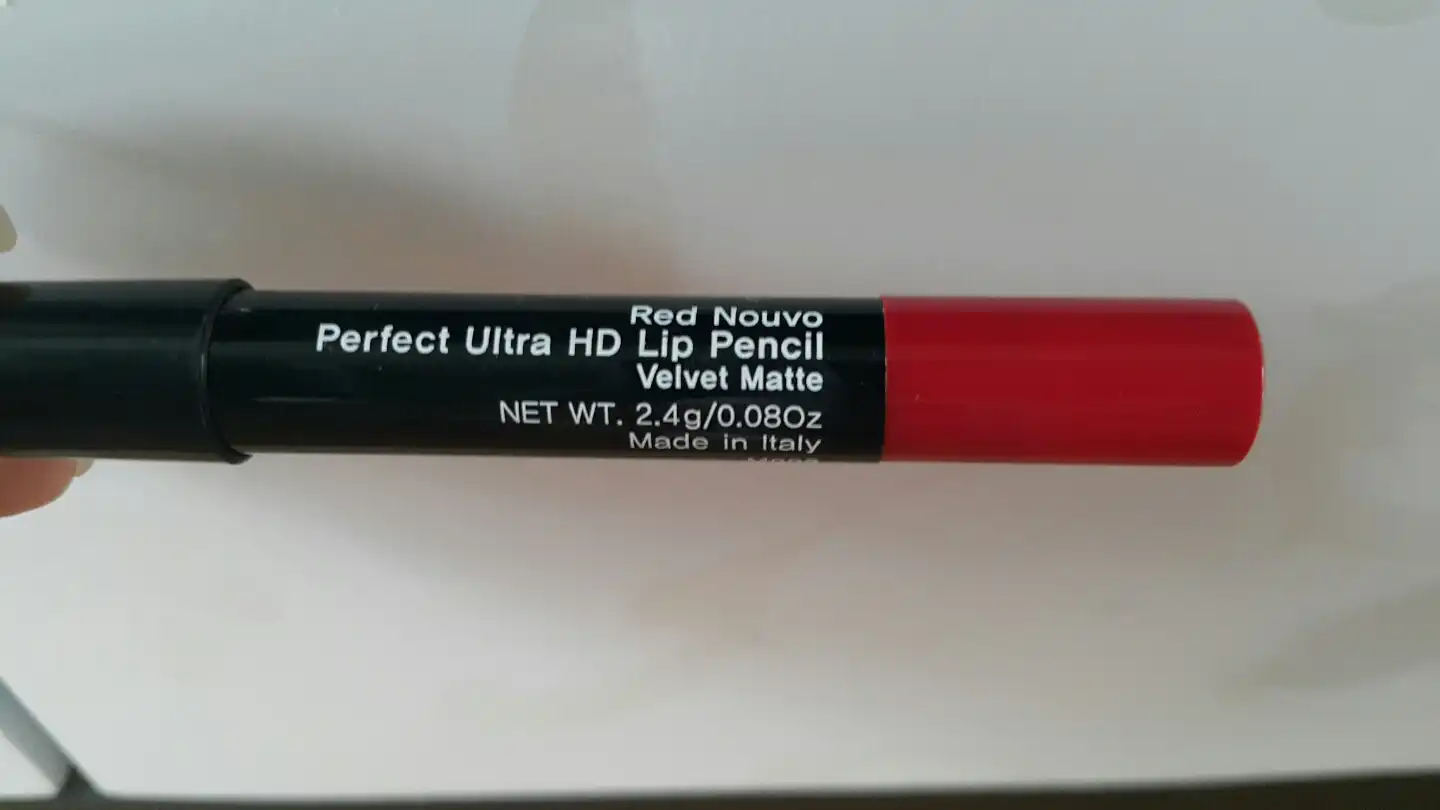 Red Nouvo
Perfect Ultra HD Lip Pencil
Velvet Matte
NET WT. 2.4g/0.08Oz
Made in Italy